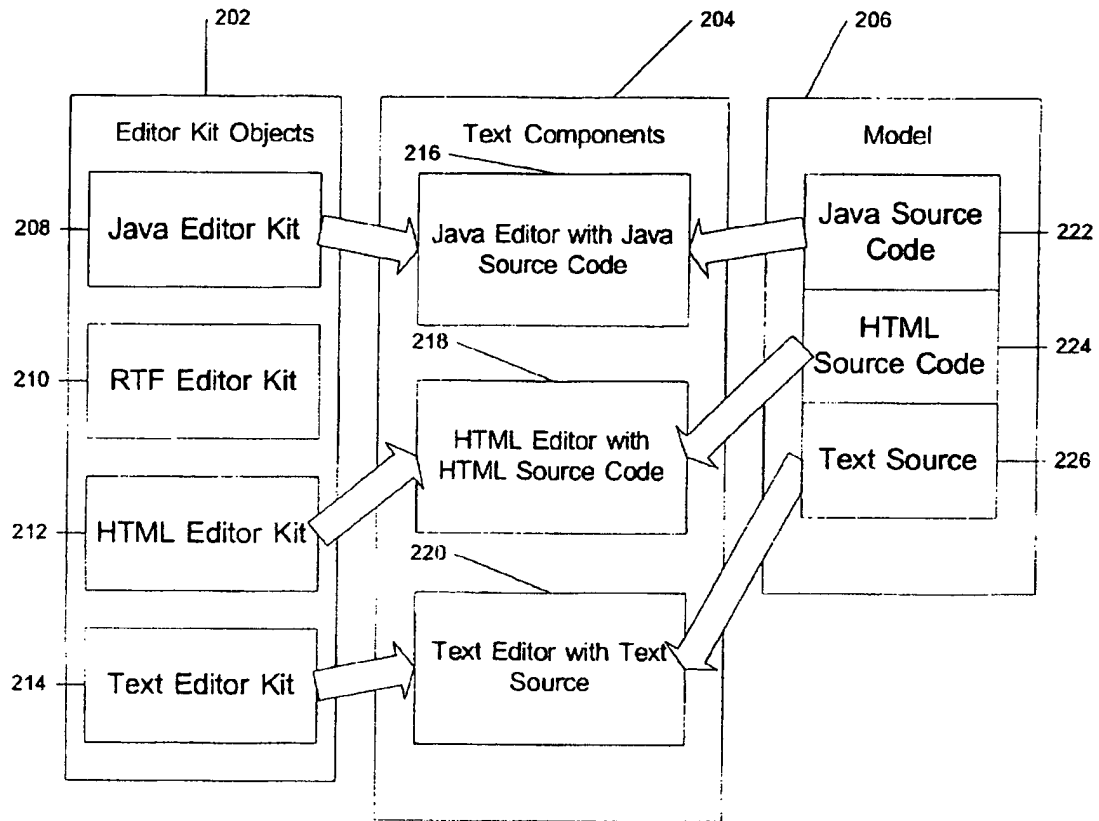 202
204
206
Editor Kit Objects
Text Components
Model
208
Java Editor Kit
210
RTF Editor Kit
212
HTML Editor Kit
214
Text Editor Kit
216
Java Editor with Java
Source Code
218
HTML Editor with
HTML Source Code
220
Text Editor with Text
Source
Java Source
Code
222
HTML
Source Code
224
Text Source
226